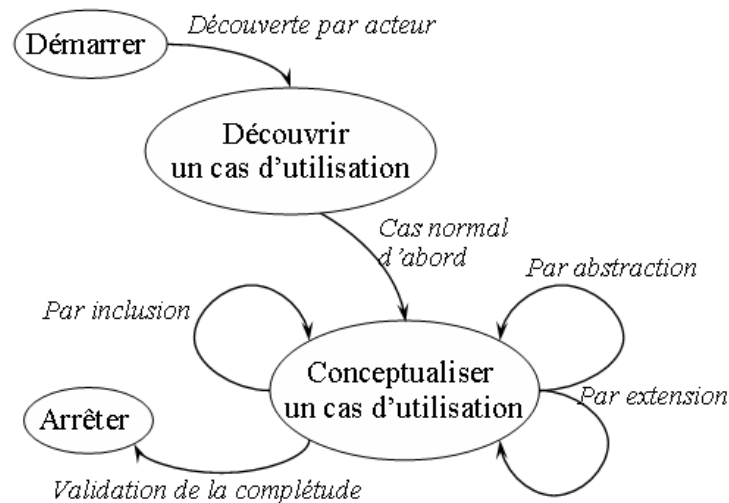 Découverte par acteur
Démarrer
Découvrir
un cas d'utilisation
Cas normal
d'abord
Par abstraction
Par inclusion
Conceptualiser
un cas d'utilisation
Par extension
Arrêter
Validation de la complétude